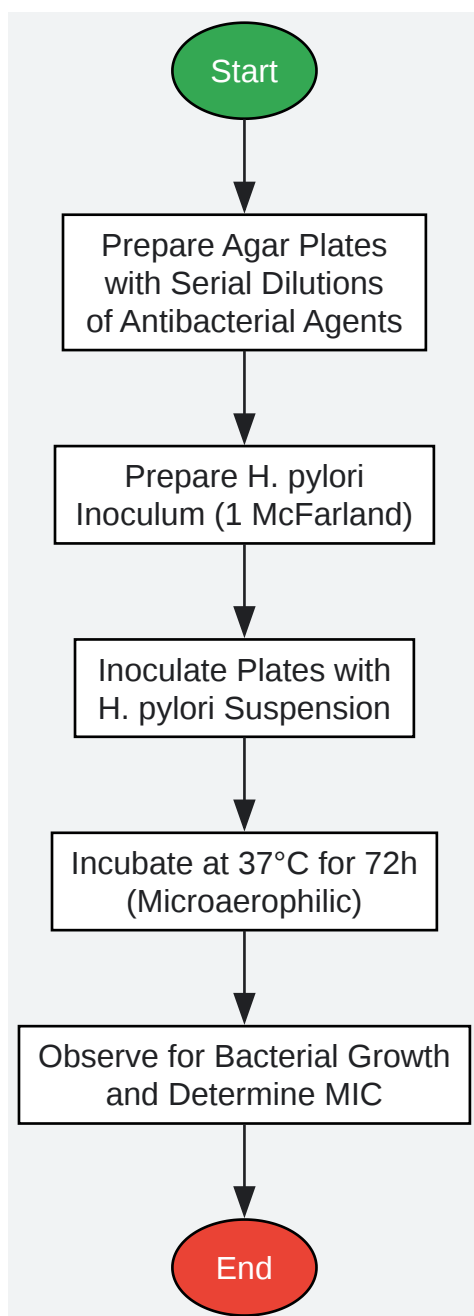 Start
Prepare Agar Plates
with Serial Dilutions
of Antibacterial Agents
Prepare H. pylori
Inoculum (1 McFarland)
Inoculate Plates with
H. pylori Suspension
Incubate at 37°C for 72h
(Microaerophilic)
Observe for Bacterial Growth
and Determine MIC
End